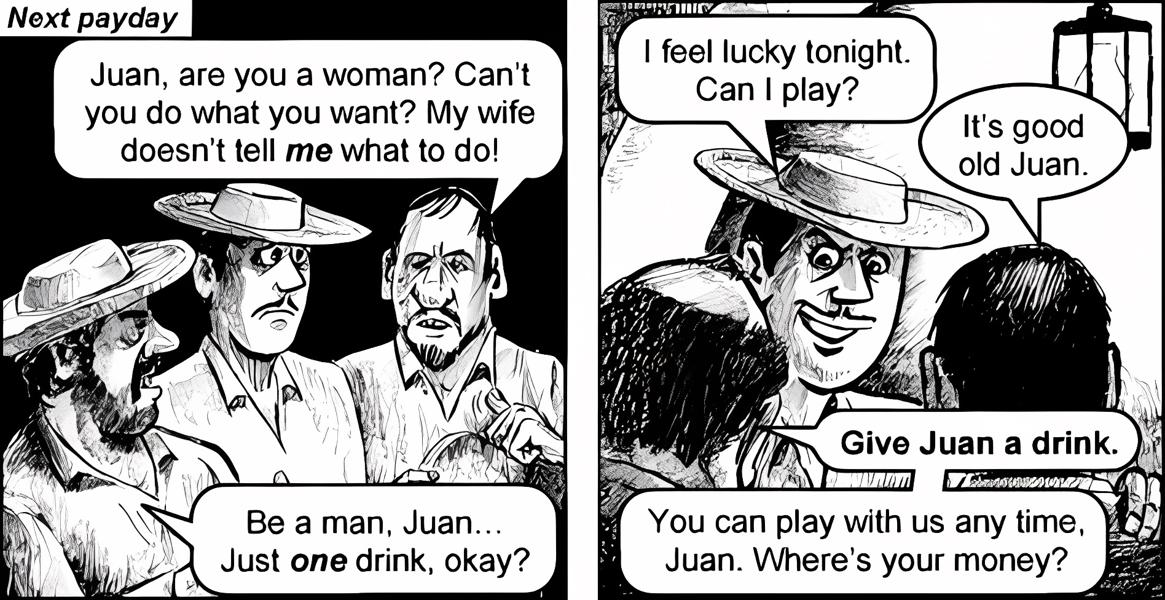 Next payday
Juan, are you a woman? Can't
you do what you want? My wife
doesn't tell me what to do!
Be a man, Juan...
Just one drink, okay?
I feel lucky tonight.
Can I play?
It's good
old Juan.
Give Juan a drink.
You can play with us any time,
Juan. Where's your money?